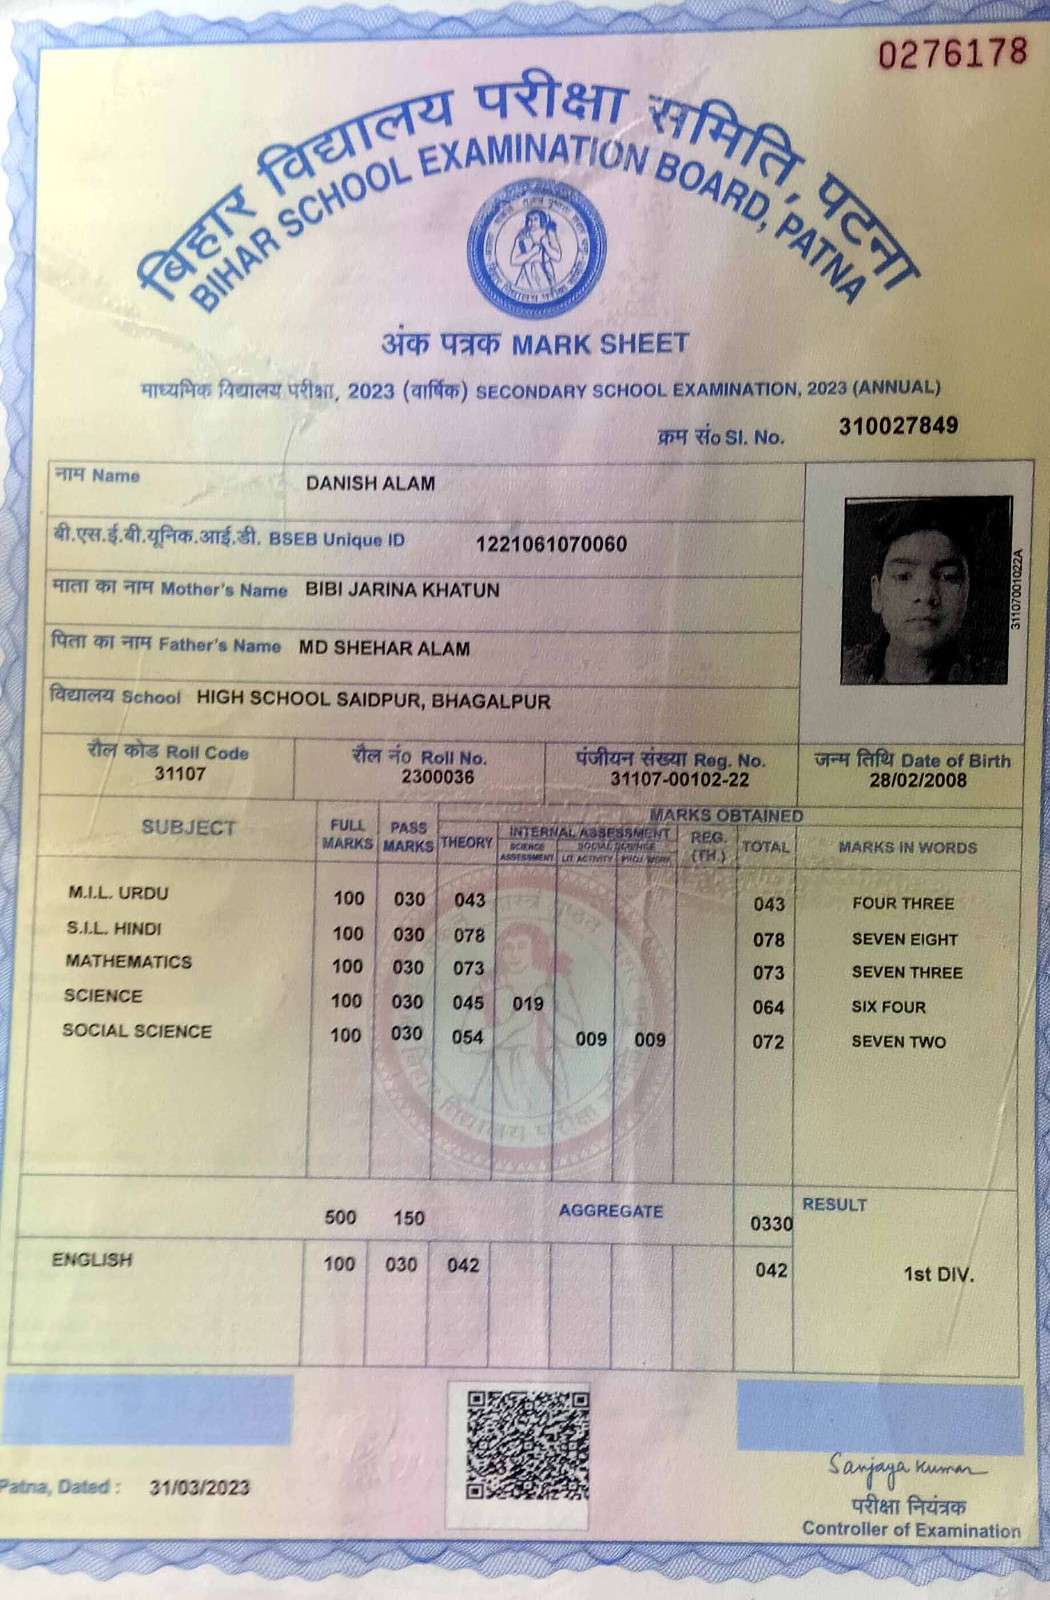 0276178
बिहार विद्यालय परीक्षा समिति, पटना
BIHAR SCHOOL EXAMINATION BOARD, PATNA
अंक पत्रक MARK SHEET
माध्यमिक विद्यालय परीक्षा, 2023 (वार्षिक) SECONDARY SCHOOL EXAMINATION, 2023 (ANNUAL)
क्रम सं० Sl. No. 310027849
नाम Name DANISH ALAM
बी.एस.ई.बी.यूनिक.आई.डी. BSEB Unique ID 1221061070060
माता का नाम Mother's Name BIBI JARINA KHATUN
पिता का नाम Father's Name MD SHEHAR ALAM
विद्यालय School HIGH SCHOOL SAIDPUR, BHAGALPUR
31107001022A
रौल कोड Roll Code रौल नं० Roll No. पंजीयन संख्या Reg. No. जन्म तिथि Date of Birth
31107 2300036 31107-00102-22 28/02/2008
SUBJECT FULL MARKS PASS MARKS MARKS OBTAINED
THEORY INTERNAL ASSESSMENT REG. (TH.) TOTAL MARKS IN WORDS
SCIENCE ASSESSMENT SOCIAL SCIENCE
LIT ACTIVITY PROJ WORK
M.I.L. URDU 100 030 043 043 FOUR THREE
S.I.L. HINDI 100 030 078 078 SEVEN EIGHT
MATHEMATICS 100 030 073 073 SEVEN THREE
SCIENCE 100 030 045 019 064 SIX FOUR
SOCIAL SCIENCE 100 030 054 009 009 072 SEVEN TWO
500 150 AGGREGATE 0330 RESULT
ENGLISH 100 030 042 042 1st DIV.
Patna, Dated : 31/03/2023
Sanjaya Kumar
परीक्षा नियंत्रक
Controller of Examination